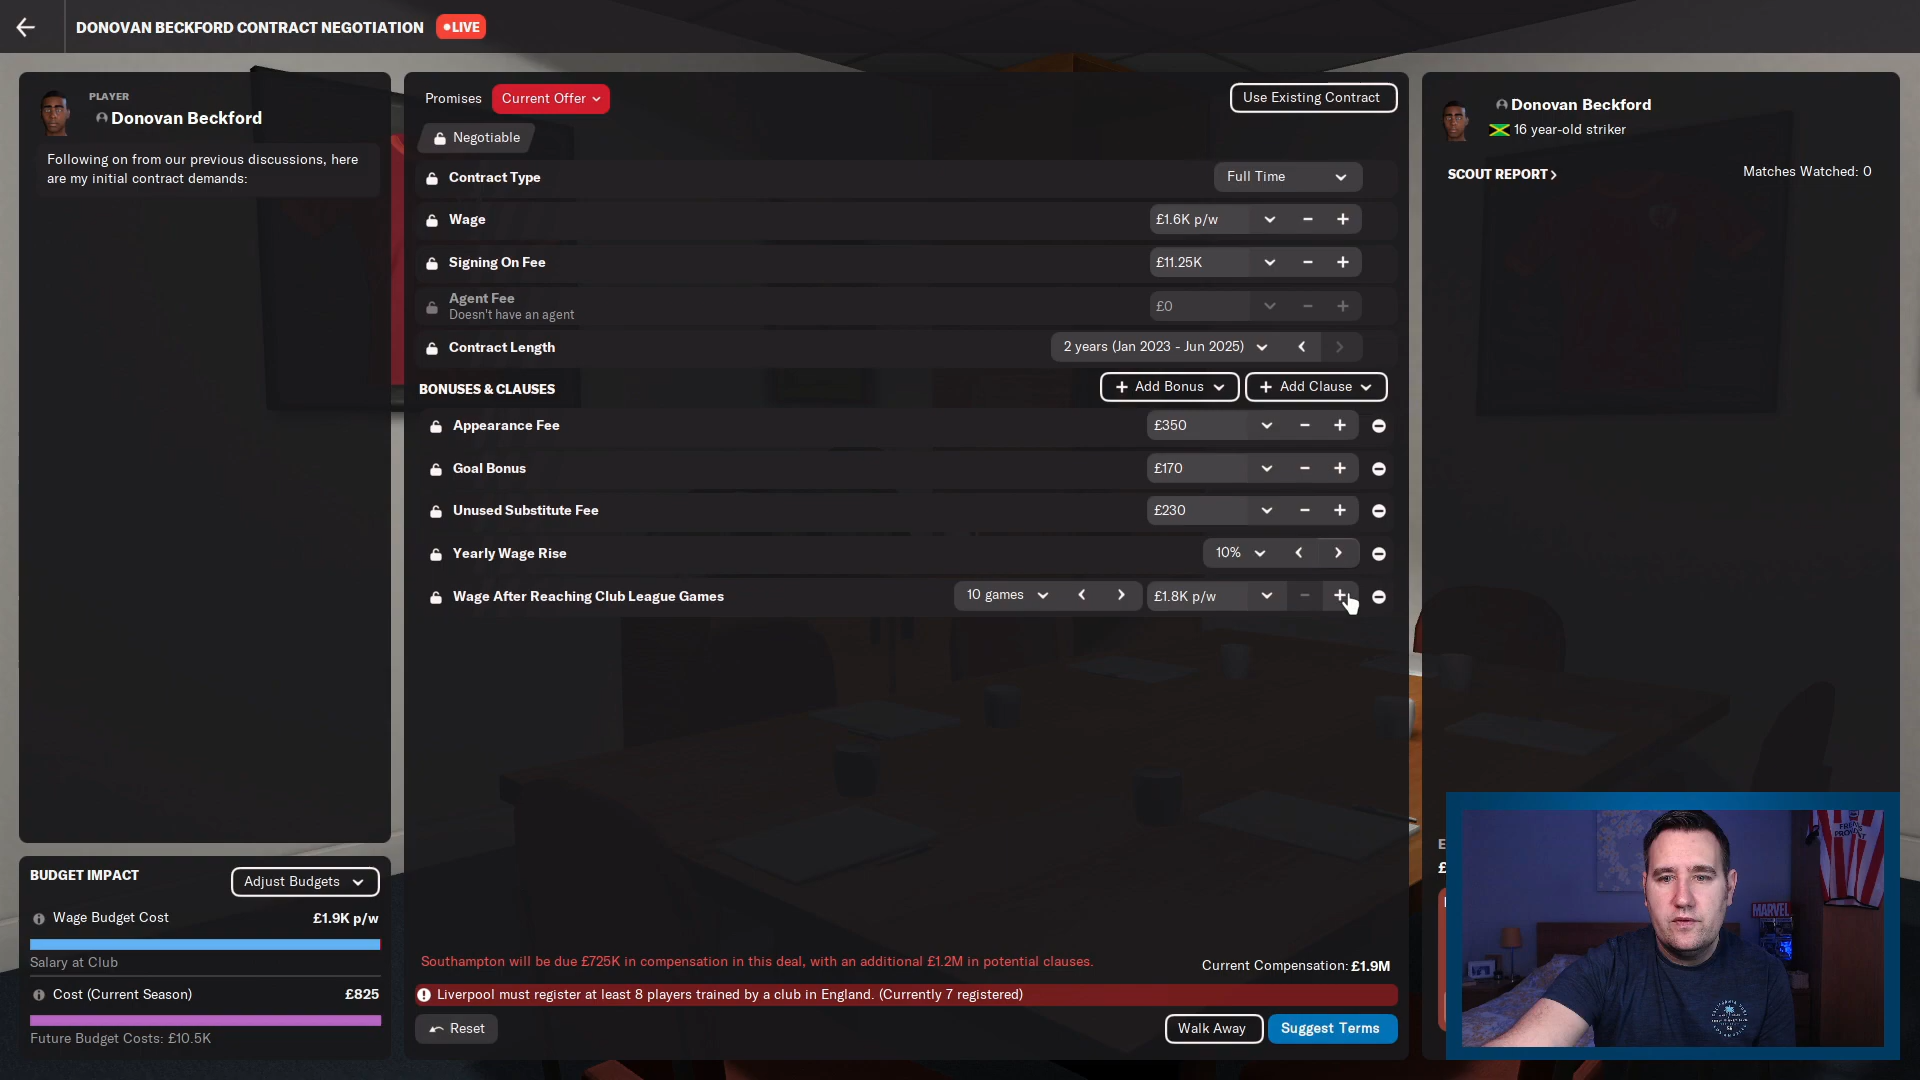 DONOVAN BECKFORD CONTRACT NEGOTIATION LIVE
PLAYER
Donovan Beckford
Following on from our previous discussions, here
are my initial contract demands:
Promises Current Offer Use Existing Contract
Negotiable
Contract Type Full Time
Wage £1.6K p/w
Signing On Fee £11.25K
Agent Fee £0
Doesn't have an agent
Contract Length 2 years (Jan 2023 - Jun 2025)
BONUSES & CLAUSES Add Bonus Add Clause
Appearance Fee £350
Goal Bonus £170
Unused Substitute Fee £230
Yearly Wage Rise 10%
Wage After Reaching Club League Games 10 games £1.8K p/w
Donovan Beckford
16 year-old striker
SCOUT REPORT Matches Watched: 0
BUDGET IMPACT Adjust Budgets
Wage Budget Cost £1.9K p/w
Salary at Club
Cost (Current Season) £825
Future Budget Costs: £10.5K
Southampton will be due £725K in compensation in this deal, with an additional £1.2M in potential clauses. Current Compensation: £1.9M
Liverpool must register at least 8 players trained by a club in England. (Currently 7 registered)
Reset Walk Away Suggest Terms
MARVEL